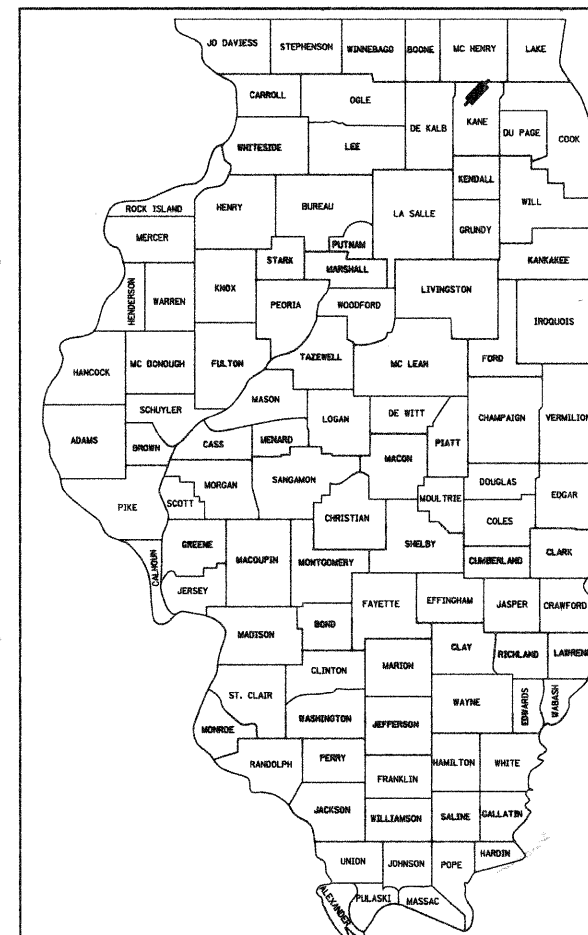 JO DAVIESS
STEPHENSON
WINNEBAGO
BOONE
MC HENRY
LAKE
CARROLL
OGLE
DE KALB
KANE
DU PAGE
COOK
WHITESIDE
LEE
KENDALL
WILL
ROCK ISLAND
HENRY
BUREAU
LA SALLE
GRUNDY
MERCER
PUTNAM
STARK
MARSHALL
KANKAKEE
HENDERSON
WARREN
KNOX
PEORIA
WOODFORD
LIVINGSTON
IROQUOIS
HANCOCK
MC DONOUGH
FULTON
TAZEWELL
MC LEAN
FORD
MASON
SCHUYLER
LOGAN
DE WITT
CHAMPAIGN
VERMILION
ADAMS
BROWN
CASS
MENARD
MACON
PIATT
MORGAN
SANGAMON
DOUGLAS
EDGAR
PIKE
SCOTT
MOULTRIE
CHRISTIAN
COLES
GREENE
MACOUPIN
MONTGOMERY
SHELBY
CUMBERLAND
CLARK
CALHOUN
JERSEY
FAYETTE
EFFINGHAM
JASPER
CRAWFORD
MADISON
BOND
CLAY
RICHLAND
LAWREN
CLINTON
MARION
ST. CLAIR
WAYNE
EDWARDS
WABASH
MONROE
WASHINGTON
JEFFERSON
RANDOLPH
PERRY
HAMILTON
WHITE
FRANKLIN
JACKSON
WILLIAMSON
SALINE
GALLATIN
UNION
JOHNSON
POPE
HARDIN
ALEXANDER
PULASKI
MASSAC